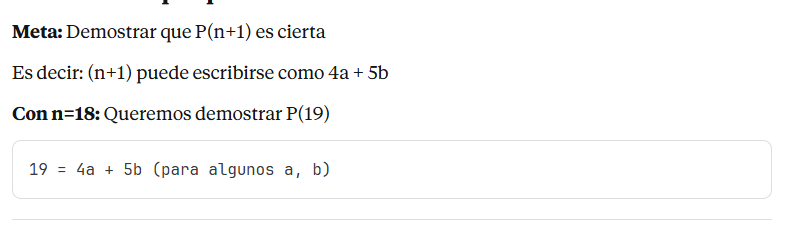 Meta: Demostrar que P(n+1) es cierta
Es decir: (n+1) puede escribirse como 4a + 5b
Con n=18: Queremos demostrar P(19)
19 = 4a + 5b (para algunos a, b)